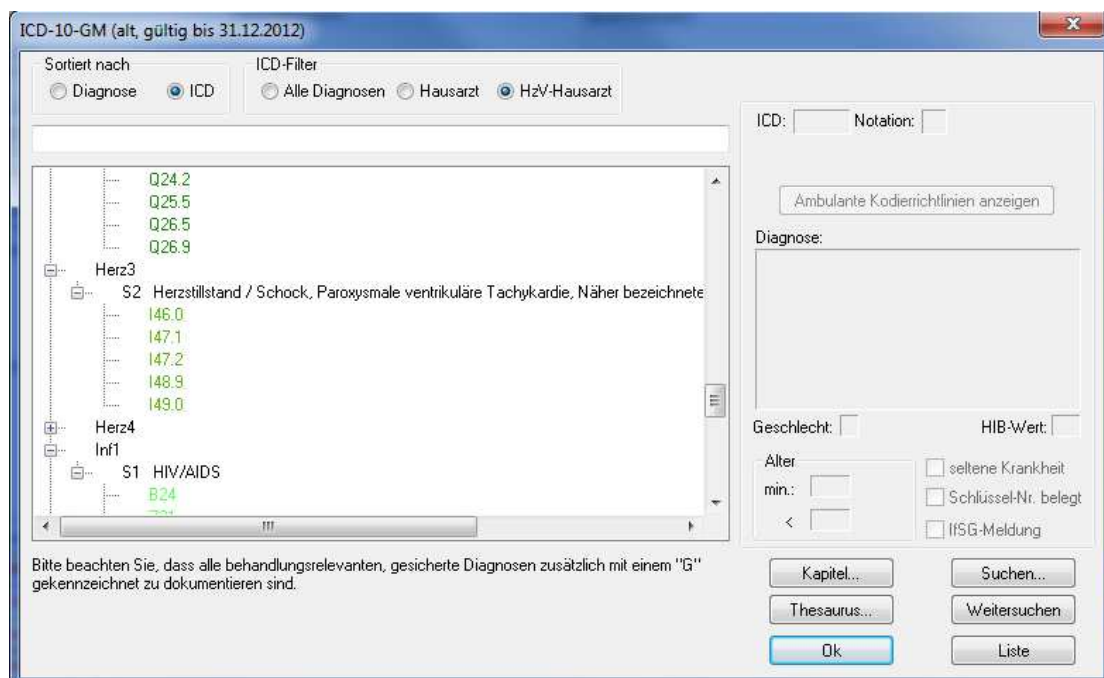 ICD-10-GM (alt, gültig bis 31.12.2012)
Sortiert nach
Diagnose ICD
ICD-Filter
Alle Diagnosen Hausarzt HzV-Hausarzt
ICD: Notation:
Q24.2
Q25.5
Q26.5
Q26.9
Herz3
S2 Herzstillstand / Schock, Paroxysmale ventrikuläre Tachykardie, Näher bezeichnete
I46.0
I47.1
I47.2
I48.9
I49.0
Herz4
Inf1
S1 HIV/AIDS
B24
Ambulante Kodierrichtlinien anzeigen
Diagnose:
Geschlecht: HIB-Wert:
Alter
min.:
<
seltene Krankheit
Schlüssel-Nr. belegt
IfSG-Meldung
Bitte beachten Sie, dass alle behandlungsrelevanten, gesicherte Diagnosen zusätzlich mit einem "G"
gekennzeichnet zu dokumentieren sind.
Kapitel... Suchen...
Thesaurus... Weitersuchen
Ok Liste